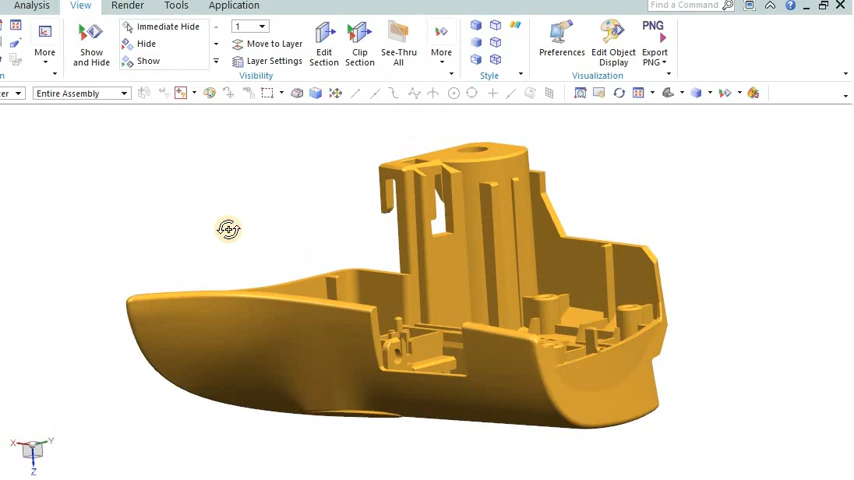 Analysis View Render Tools Application Find a Command
Immediate Hide 1 PNG
Hide Move to Layer
More Show and Hide Show Layer Settings Edit Section Clip Section See-Thru All More Preferences Edit Object Display Export PNG
Visibility Style Visualization
Entire Assembly
X Y
Z